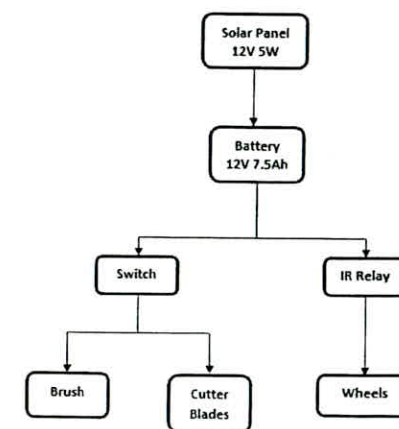 Solar Panel
12V 5W
Battery
12V 7.5Ah
Switch
IR Relay
Brush
Cutter
Blades
Wheels